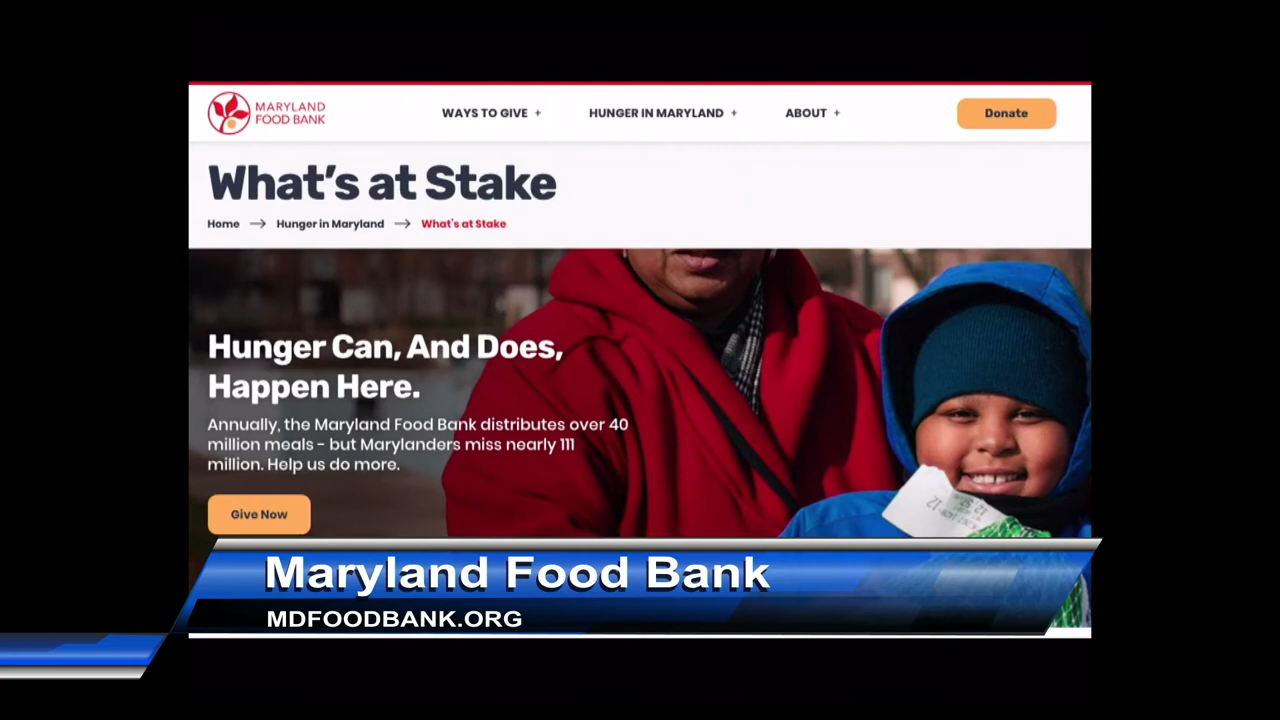 MARYLAND
FOOD BANK
WAYS TO GIVE +
HUNGER IN MARYLAND +
ABOUT +
Donate
What's at Stake
Home → Hunger in Maryland → What's at Stake
Hunger Can, And Does,
Happen Here.
Annually, the Maryland Food Bank distributes over 40
million meals - but Marylanders miss nearly 111
million. Help us do more.
Give Now
Maryland Food Bank
MDFOODBANK.ORG